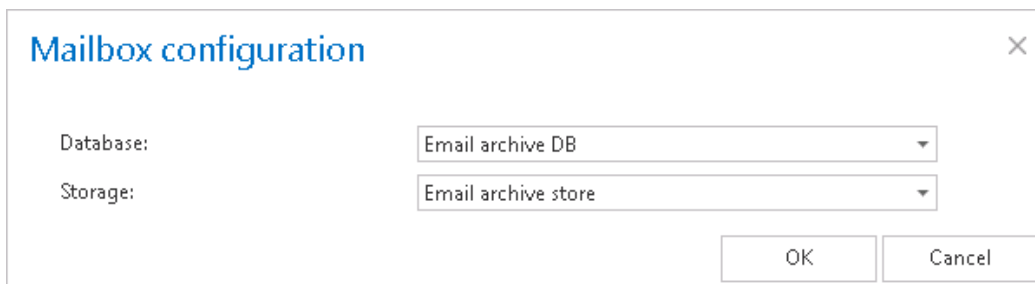 Mailbox configuration
Database: Email archive DB
Storage: Email archive store
OK Cancel